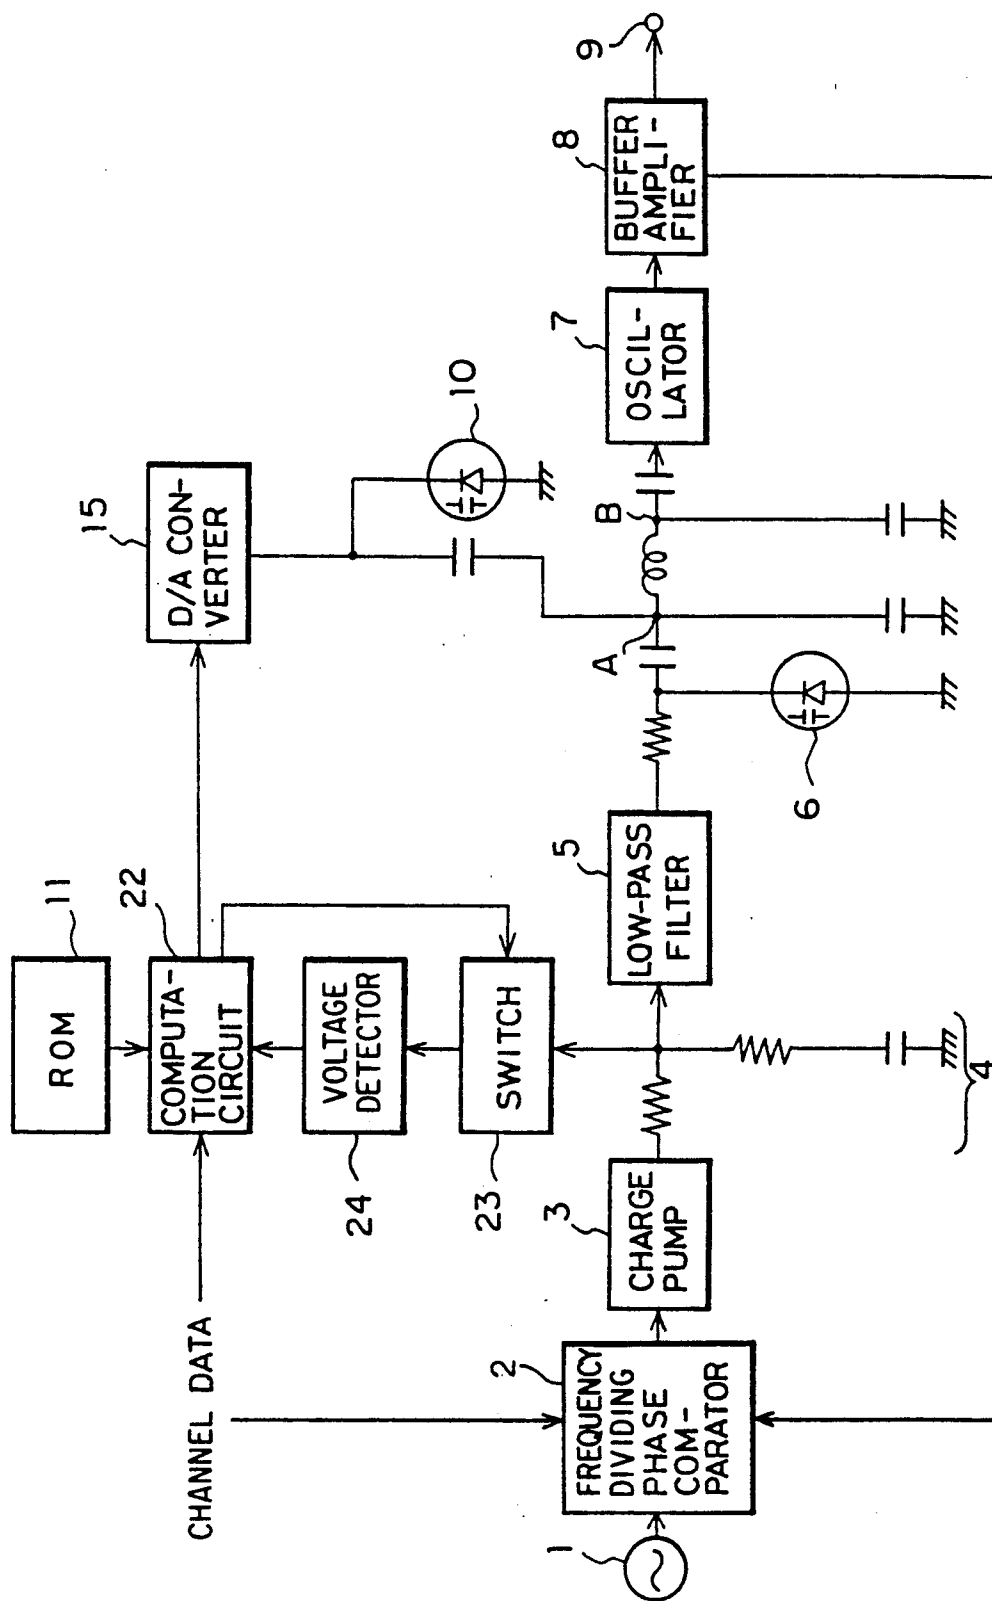 11
ROM
22
COMPUTA-
TION
CIRCUIT
15
D/A CON-
VERTER
CHANNEL DATA
24
VOLTAGE
DETECTOR
10
23
SWITCH
1
2
FREQUENCY
DIVIDING
PHASE
COM-
PARATOR
3
CHARGE
PUMP
4
5
LOW-PASS
FILTER
6
A
B
7
OSCIL-
LATOR
8
BUFFER
AMPLI-
FIER
9